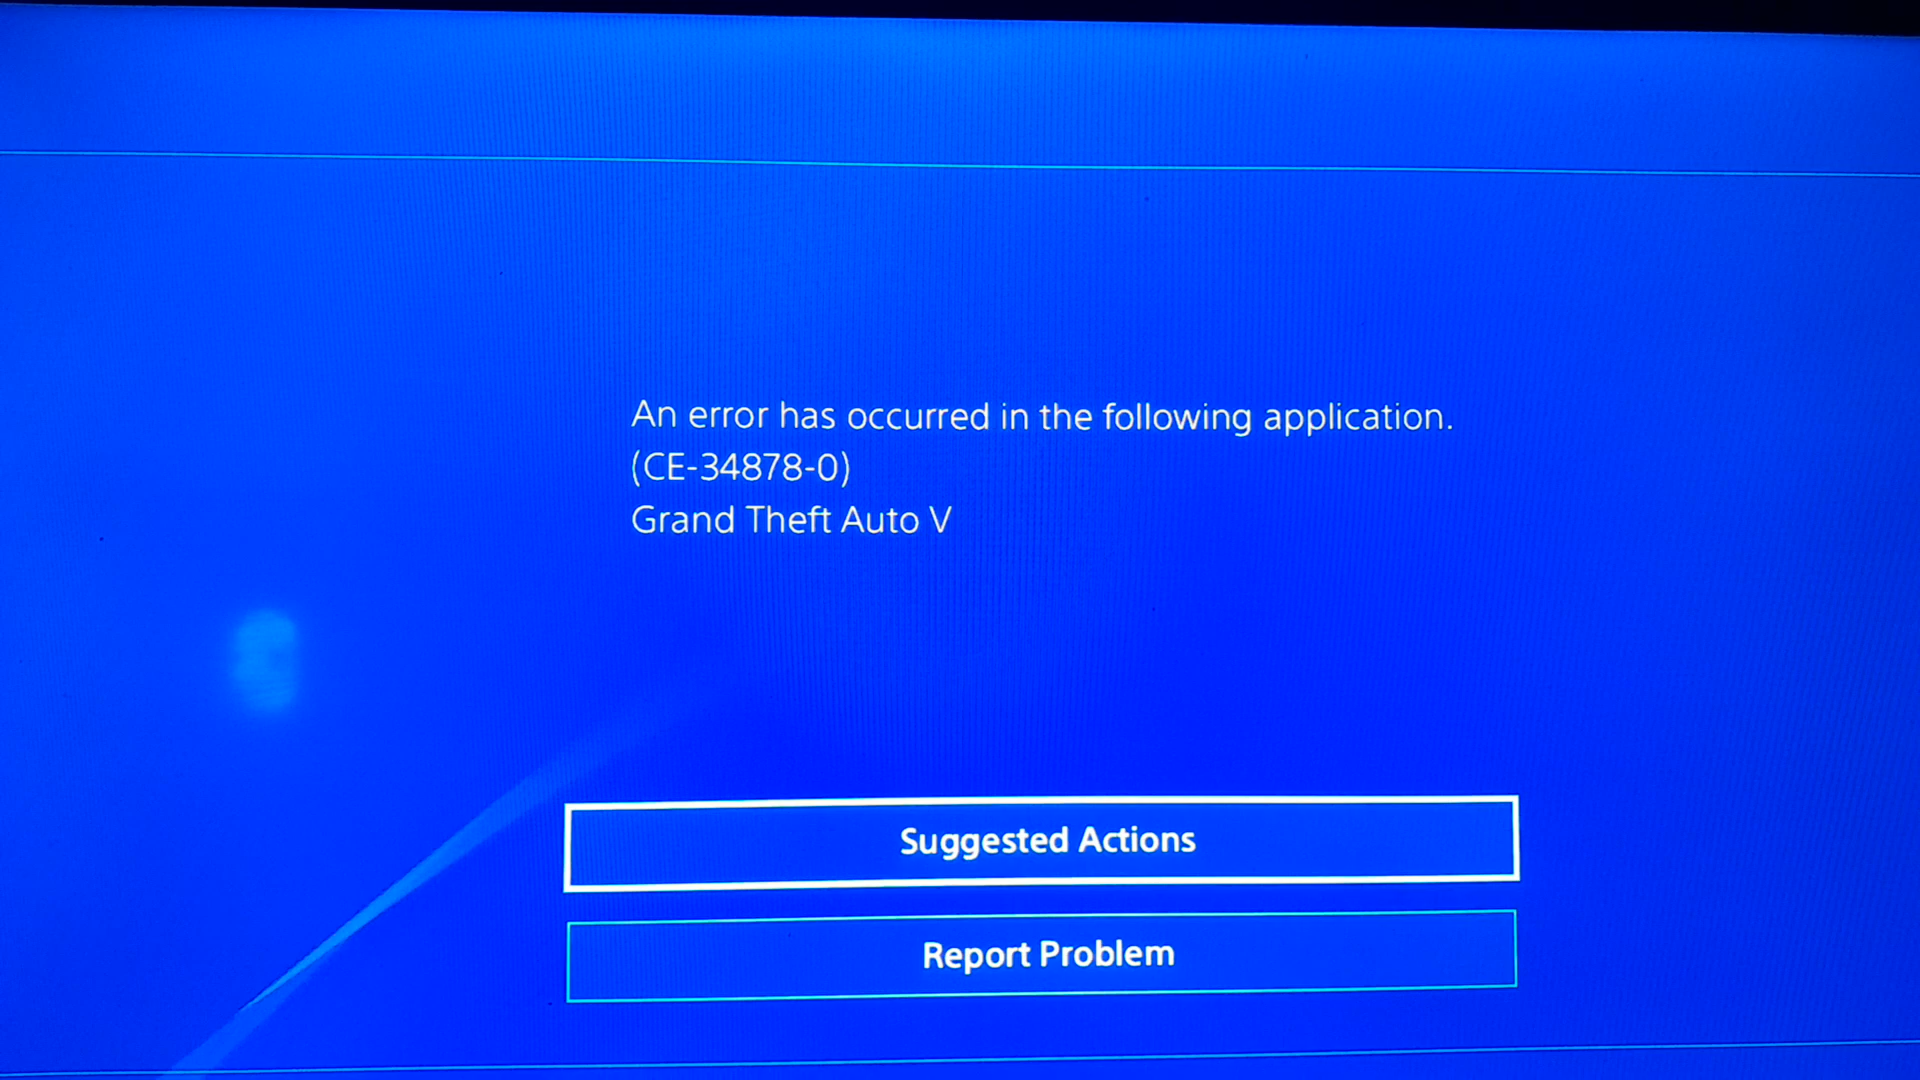 An error has occurred in the following application.
(CE-34878-0)
Grand Theft Auto V
Suggested Actions
Report Problem